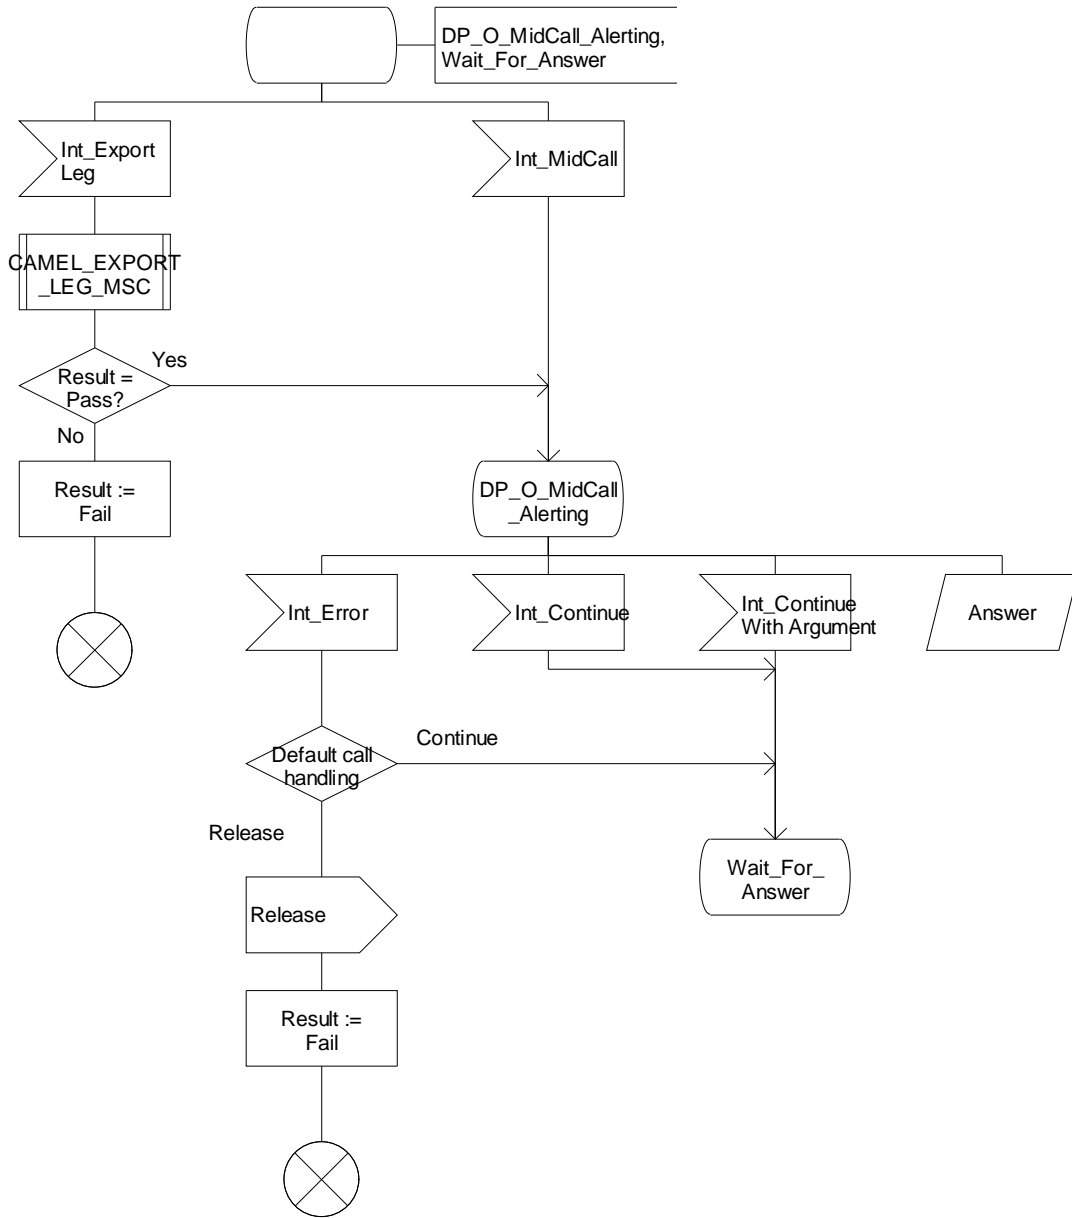 DP_O_MidCall_Alerting,
Wait_For_Answer
Int_Export
Leg
Int_MidCall
CAMEL_EXPORT
_LEG_MSC
Yes
Result =
Pass?
No
Result :=
Fail
DP_O_MidCall
_Alerting
Int_Error
Int_Continue
Int_Continue
With Argument
Answer
Default call
handling
Continue
Release
Wait_For_
Answer
Release
Result :=
Fail